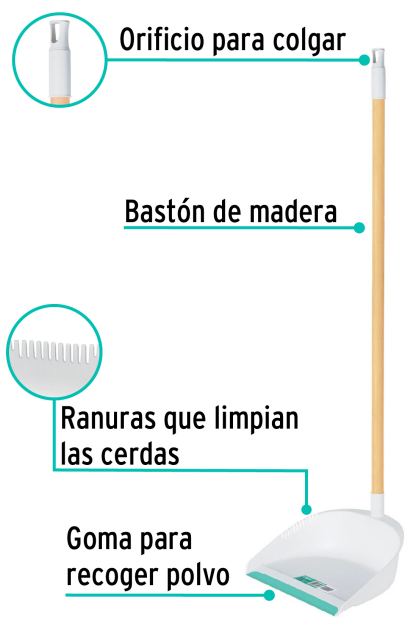 Orificio para colgar
Bastón de madera
Ranuras que limpian
las cerdas
Goma para
recoger polvo